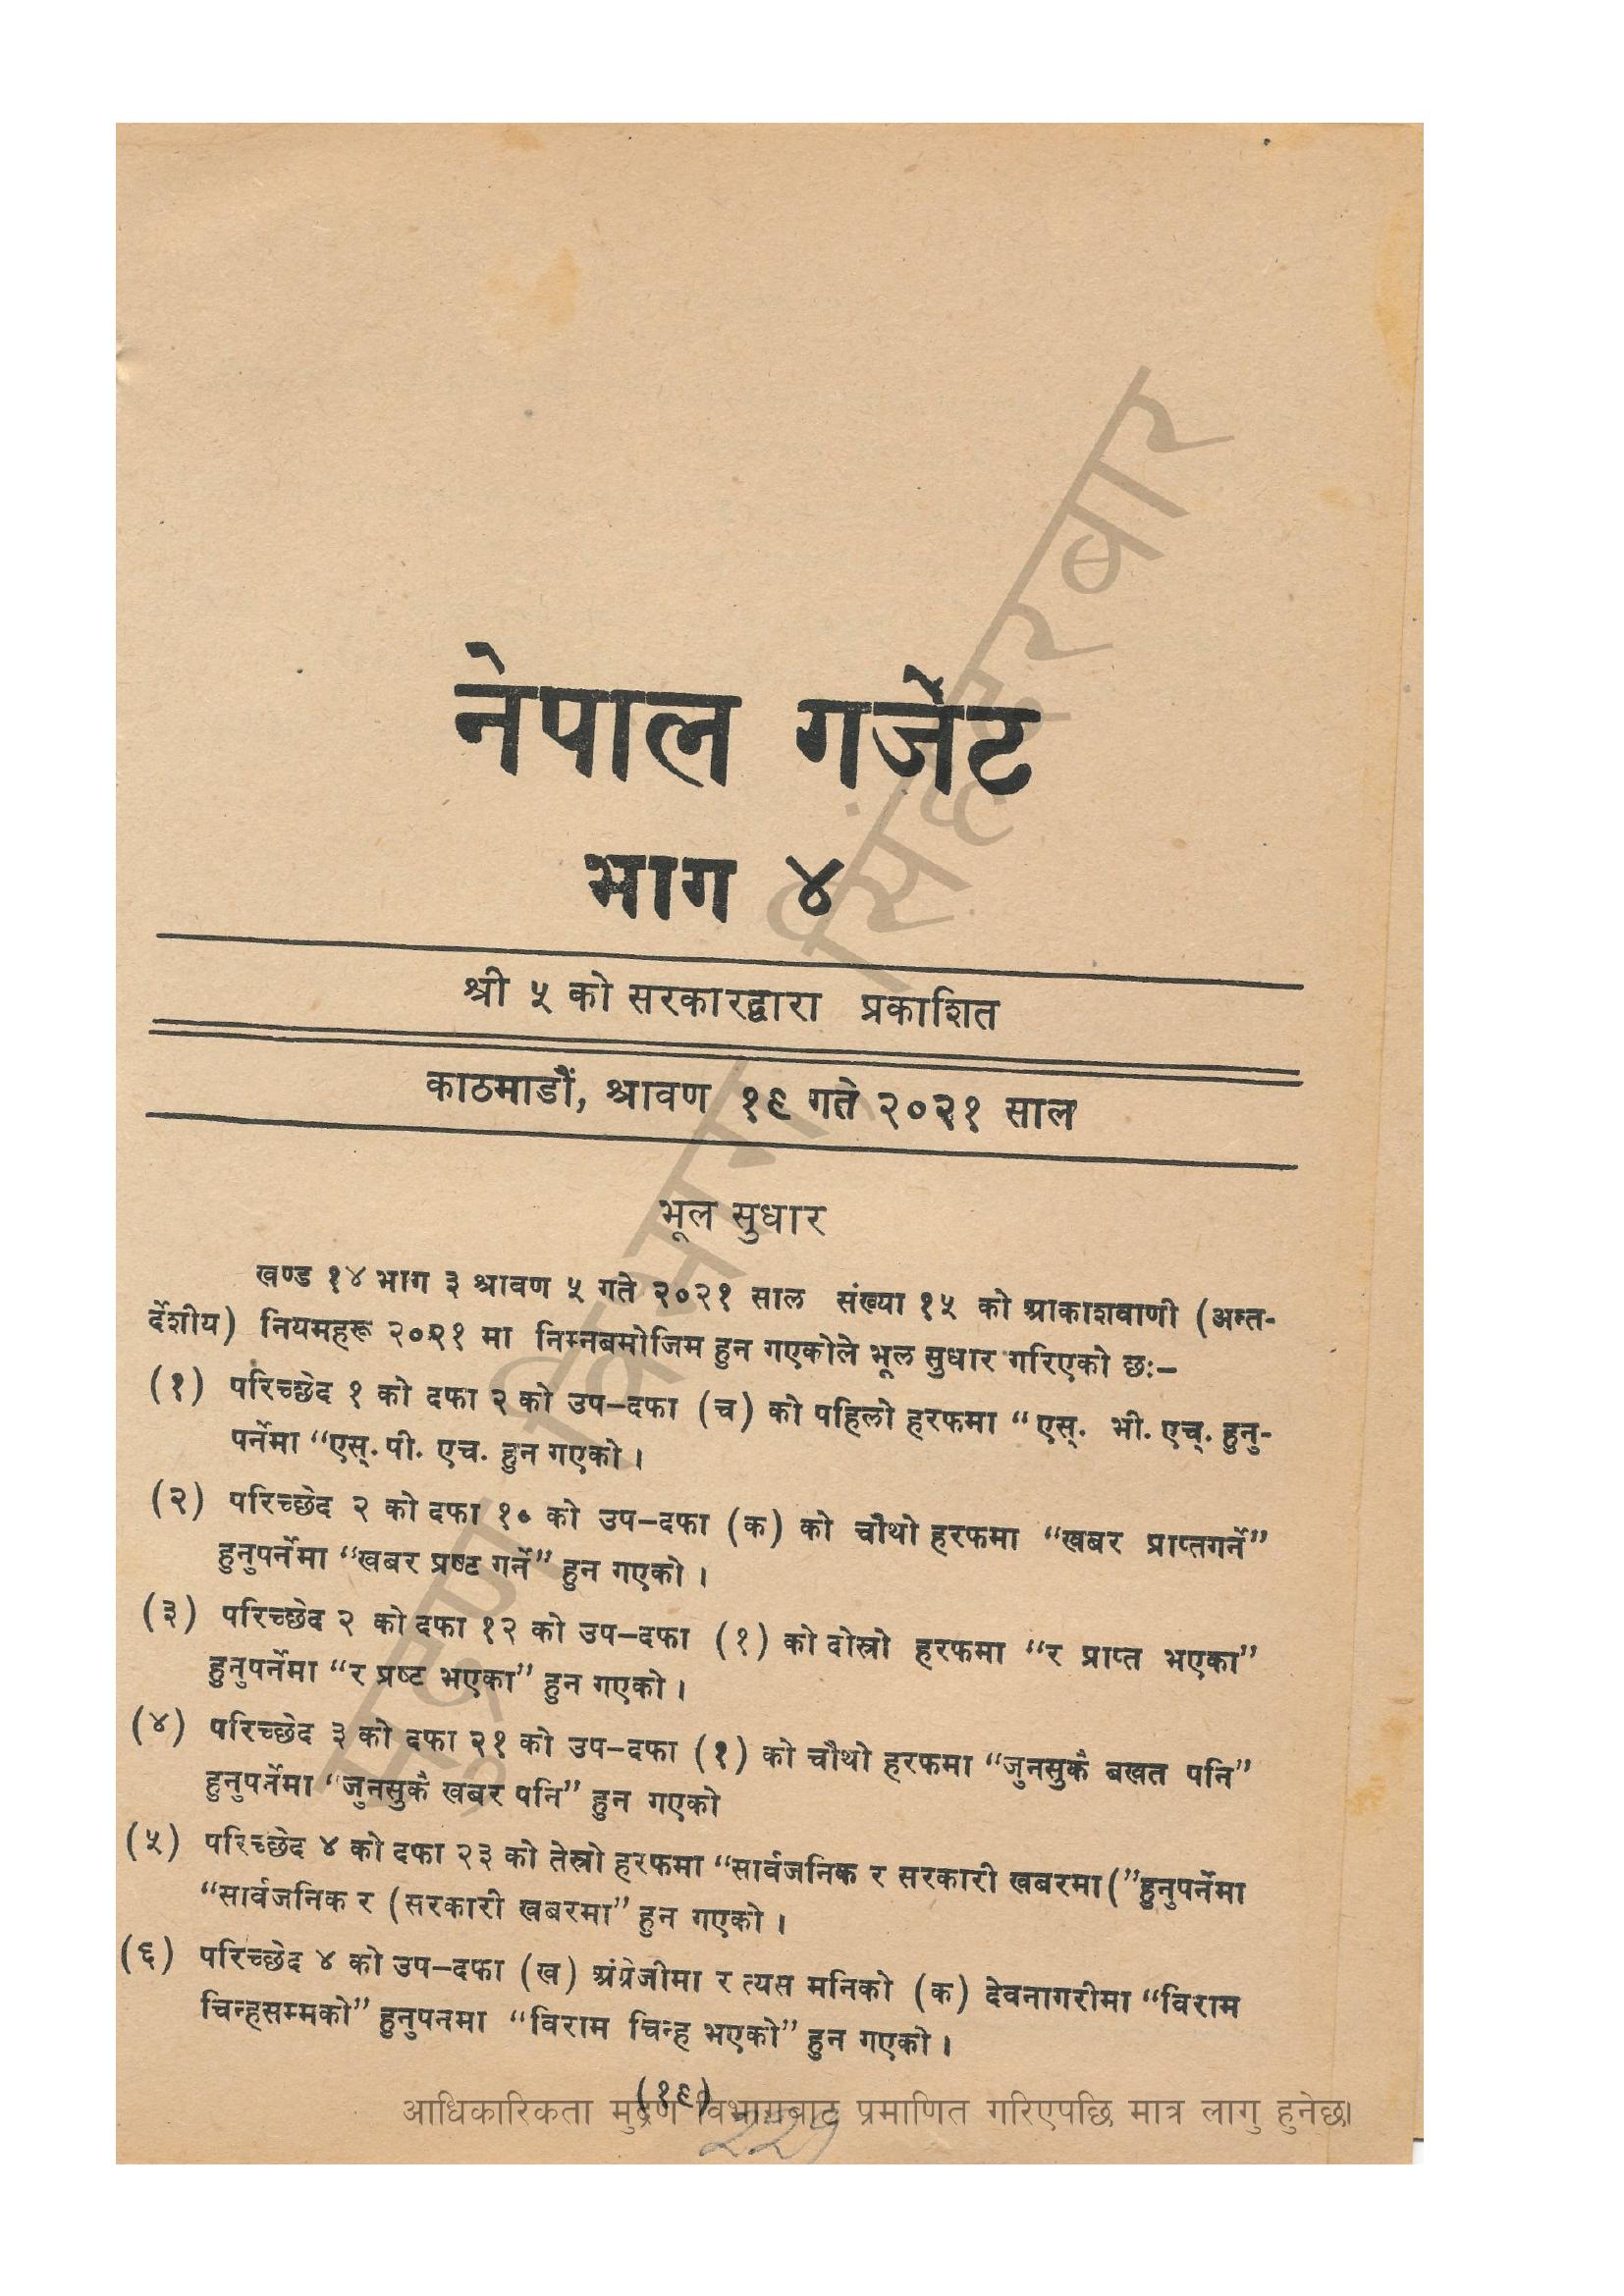 नेपाल गर्जेट
भाग ४
श्री ५ को सरकारद्वारा प्रकाशित
काठमाडौं, श्रावण १९ गते २०२१ साल
भूल सुधार
खण्ड १४ भाग ३ श्रावण ५ गते २०२१ साल संख्या १५ को आकाशवाणी (अन्त-
र्देशीय) नियमहरू २०२१ मा निम्नबमोजिम हुन गएकोले भूल सुधार गरिएको छ:–
(१) परिच्छेद १ को दफा २ को उप–दफा (च) को पहिलो हरफमा “ एस्. भी. एच्. हुनु-
पर्नेमा “एस्. पी. एच. हुन गएको ।
(२) परिच्छेद २ को दफा १० को उप–दफा (क) को चौथो हरफमा “खबर प्राप्तगर्ने”
हुनुपर्नेमा “खबर प्रष्ट गर्ने” हुन गएको ।
(३) परिच्छेद २ को दफा १२ को उप–दफा (१) को दोस्रो हरफमा “र प्राप्त भएका”
हुनुपर्नेमा “र प्रष्ट भएका” हुन गएको ।
(४) परिच्छेद ३ को दफा २१ को उप–दफा (१) को चौथो हरफमा “जुनसुकै बखत पनि”
हुनुपर्नेमा “जुनसुकै खबर पनि” हुन गएको
(५) परिच्छेद ४ को दफा २३ को तेस्रो हरफमा “सार्वजनिक र सरकारी खबरमा(”हुनुपर्नेमा
“सार्वजनिक र (सरकारी खबरमा” हुन गएको ।
(६) परिच्छेद ४ को उप–दफा (ख) अंग्रेजीमा र त्यस मनिको (क) देवनागरीमा “विराम
चिन्हसम्मको” हुनुपनमा “विराम चिन्ह भएको” हुन गएको ।
(१९)
आधिकारिकता मुद्रण विभागबाट प्रमाणित गरिएपछि मात्र लागु हुनेछ।
मुद्रण विभाग, सिंहदरबार